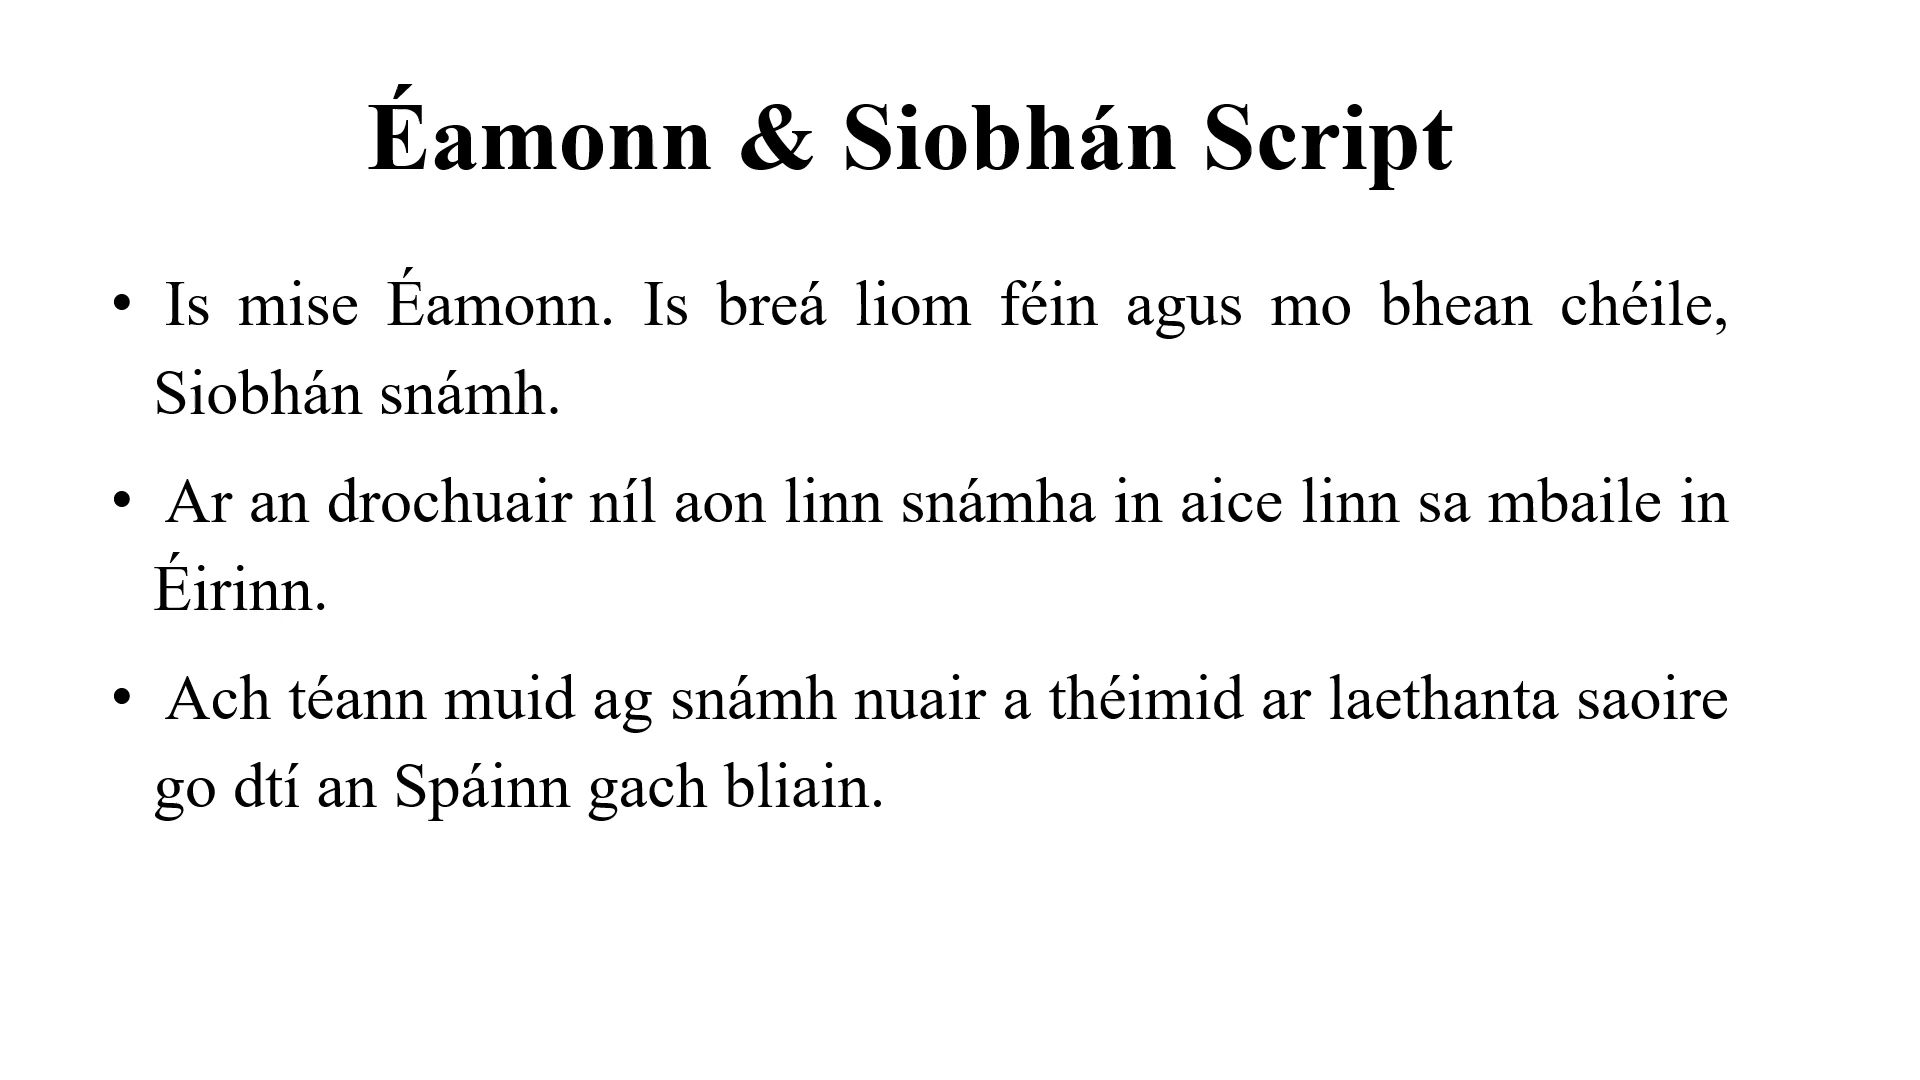 Éamonn & Siobhán Script
• Is mise Éamonn. Is breá liom féin agus mo bhean chéile,
Siobhán snámh.
• Ar an drochuair níl aon linn snámha in aice linn sa mbaile in
Éirinn.
• Ach téann muid ag snámh nuair a théimid ar laethanta saoire
go dtí an Spáinn gach bliain.